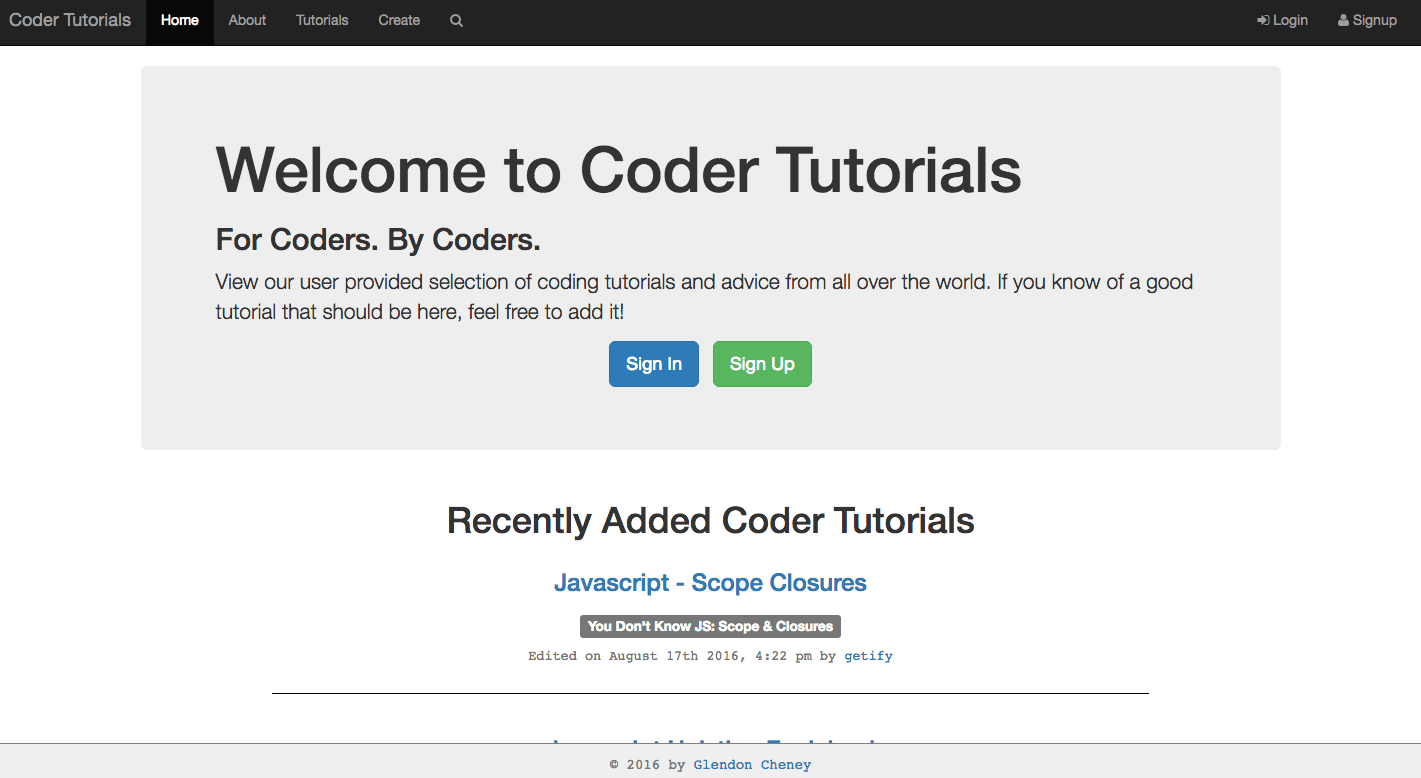 Coder Tutorials Home About Tutorials Create Login Signup
Welcome to Coder Tutorials
For Coders. By Coders.
View our user provided selection of coding tutorials and advice from all over the world. If you know of a good
tutorial that should be here, feel free to add it!
Sign In Sign Up
Recently Added Coder Tutorials
Javascript - Scope Closures
You Don't Know JS: Scope & Closures
Edited on August 17th 2016, 4:22 pm by getify
© 2016 by Glendon Cheney